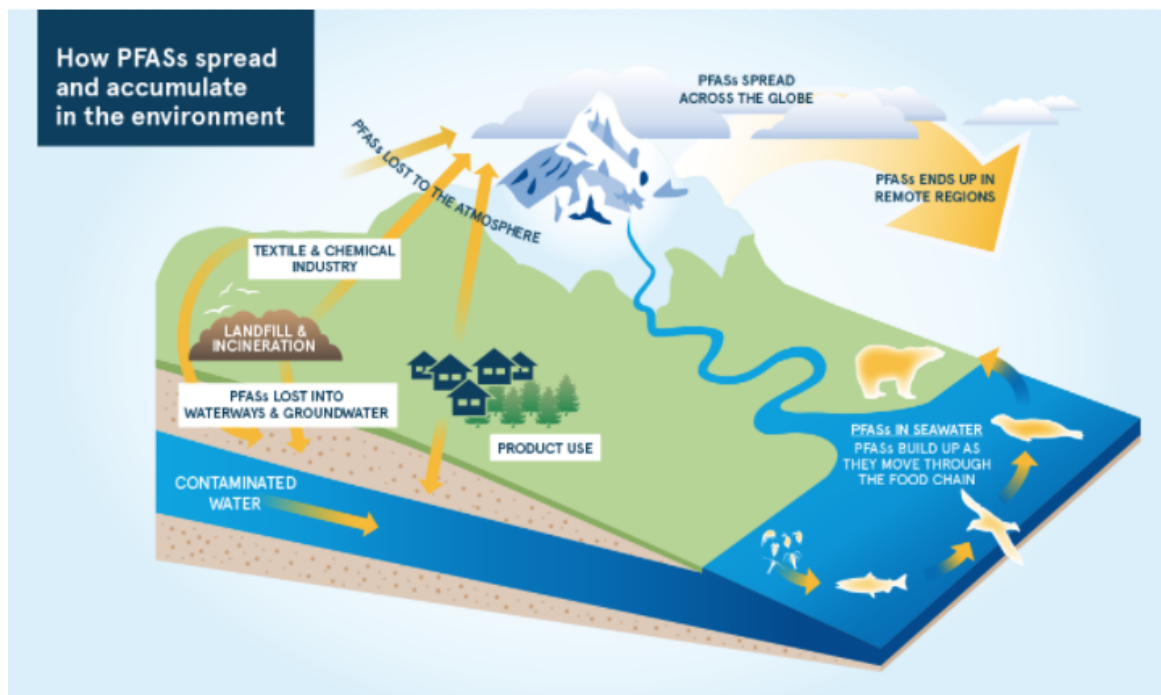 How PFASs spread
and accumulate
in the environment
PFASs SPREAD
ACROSS THE GLOBE
PFASs LOST TO THE ATMOSPHERE
PFASs ENDS UP IN
REMOTE REGIONS
TEXTILE & CHEMICAL
INDUSTRY
LANDFILL &
INCINERATION
PFASs LOST INTO
WATERWAYS & GROUNDWATER
PRODUCT USE
PFASs IN SEAWATER
PFASs BUILD UP AS
THEY MOVE THROUGH
THE FOOD CHAIN
CONTAMINATED
WATER